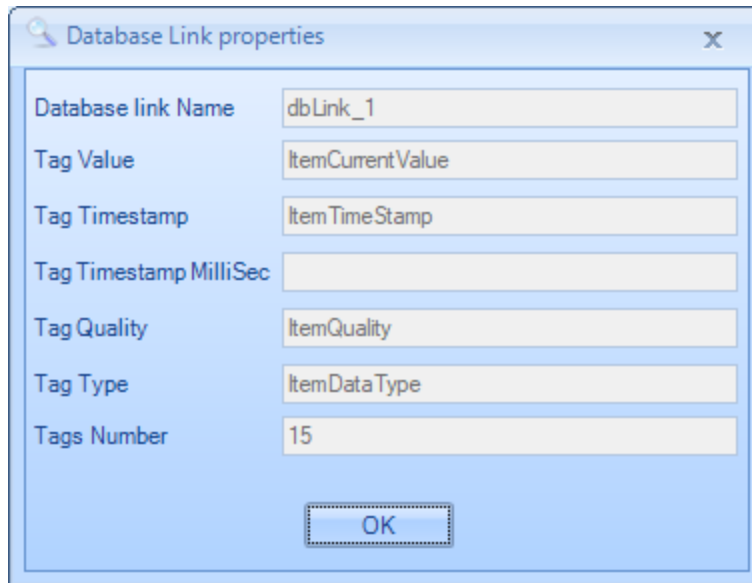 Database Link properties
x
Database link Name dbLink_1
Tag Value ItemCurrentValue
Tag Timestamp ItemTimeStamp
Tag Timestamp MilliSec
Tag Quality ItemQuality
Tag Type ItemDataType
Tags Number 15
OK